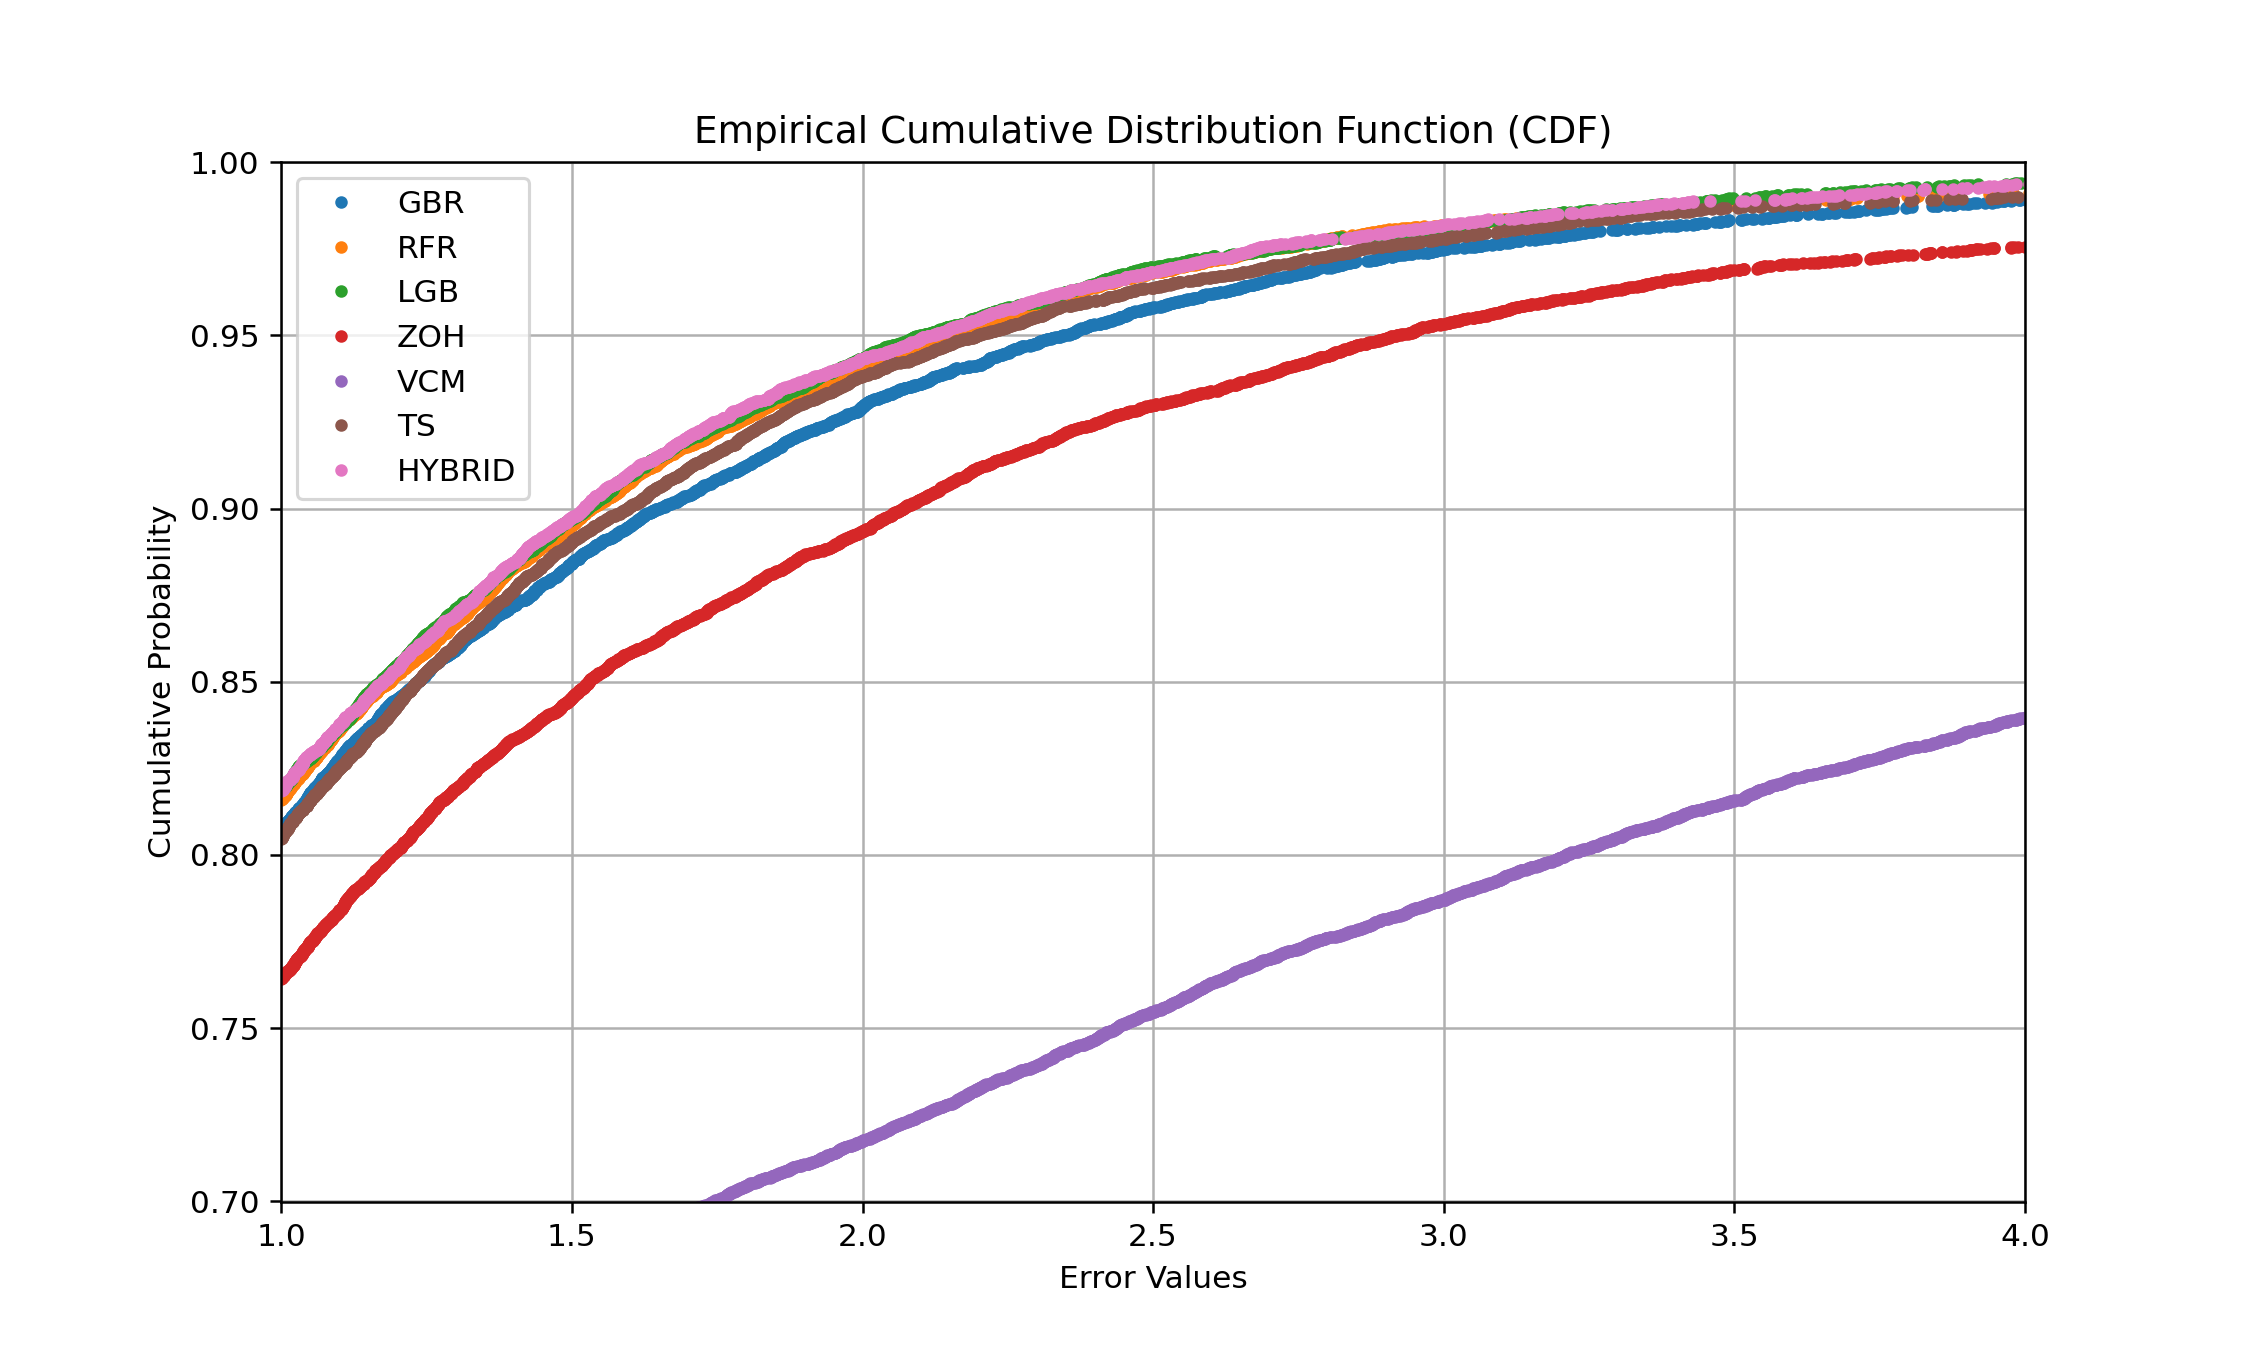 Empirical Cumulative Distribution Function (CDF)
1.00
0.95
0.90
0.85
0.80
0.75
0.70
Cumulative Probability
GBR
RFR
LGB
ZOH
VCM
TS
HYBRID
1.0 1.5 2.0 2.5 3.0 3.5 4.0
Error Values